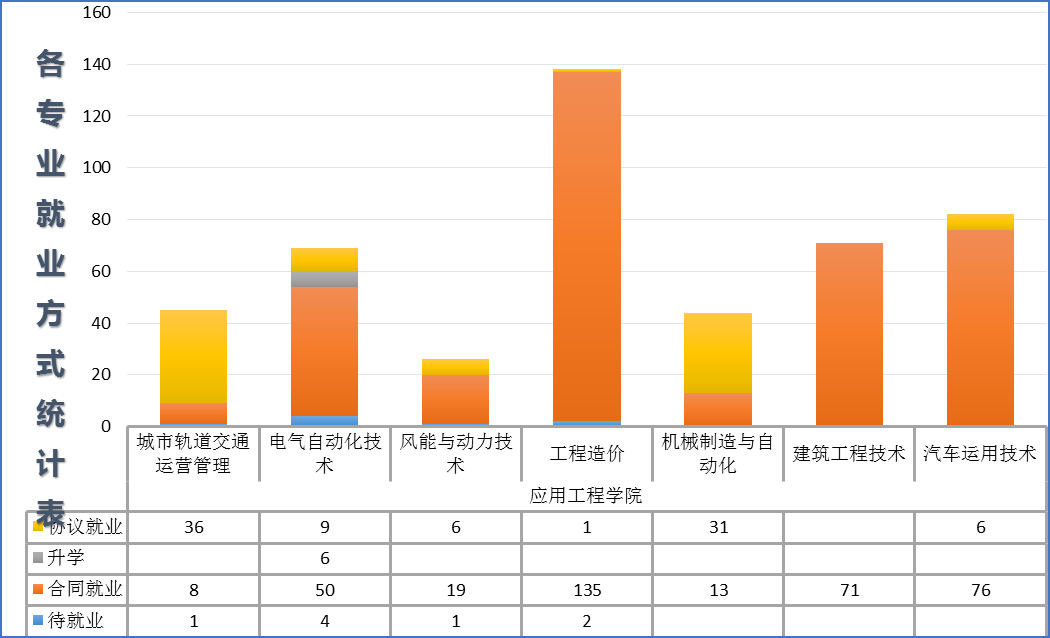 各专业就业方式统计表
160
140
120
100
80
60
40
20
0
城市轨道交通
运营管理
电气自动化技
术
风能与动力技
术
工程造价
机械制造与自
动化
建筑工程技术
汽车运用技术
应用工程学院
协议就业 36 9 6 1 31 6
升学 6
合同就业 8 50 19 135 13 71 76
待就业 1 4 1 2